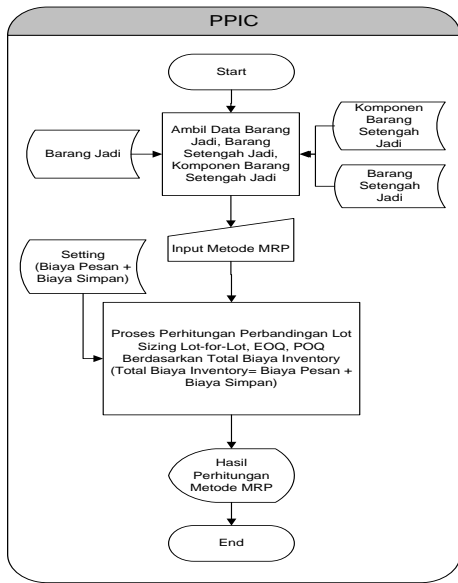 PPIC
Start
Barang Jadi
Ambil Data Barang
Jadi, Barang
Setengah Jadi,
Komponen Barang
Setengah Jadi
Komponen
Barang
Setengah
Jadi
Barang
Setengah
Jadi
Input Metode MRP
Setting
(Biaya Pesan +
Biaya Simpan)
Proses Perhitungan Perbandingan Lot
Sizing Lot-for-Lot, EOQ, POQ
Berdasarkan Total Biaya Inventory
(Total Biaya Inventory= Biaya Pesan +
Biaya Simpan)
Hasil
Perhitungan
Metode MRP
End